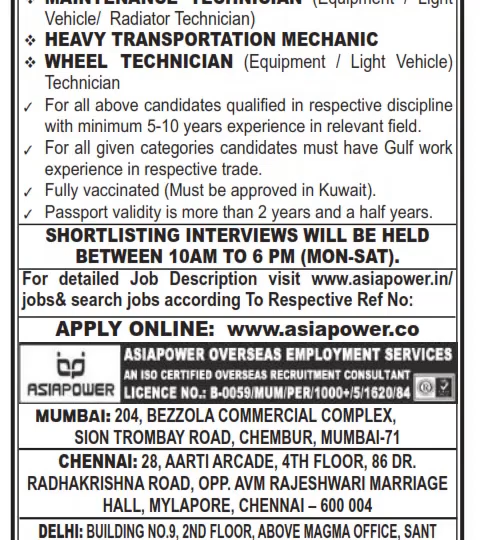 ❖ MAINTENANCE TECHNICIAN (Equipment / Light
Vehicle/ Radiator Technician)
❖ HEAVY TRANSPORTATION MECHANIC
❖ WHEEL TECHNICIAN (Equipment / Light Vehicle)
Technician
✓ For all above candidates qualified in respective discipline
with minimum 5-10 years experience in relevant field.
✓ For all given categories candidates must have Gulf work
experience in respective trade.
✓ Fully vaccinated (Must be approved in Kuwait).
✓ Passport validity is more than 2 years and a half years.
SHORTLISTING INTERVIEWS WILL BE HELD
BETWEEN 10AM TO 6 PM (MON-SAT).
For detailed Job Description visit www.asiapower.in/
jobs& search jobs according To Respective Ref No:
APPLY ONLINE: www.asiapower.co
ASIAPOWER
ASIAPOWER OVERSEAS EMPLOYMENT SERVICES
AN ISO CERTIFIED OVERSEAS RECRUITMENT CONSULTANT
LICENCE NO.: B-0059/MUM/PER/1000+/5/1620/84
MUMBAI: 204, BEZZOLA COMMERCIAL COMPLEX,
SION TROMBAY ROAD, CHEMBUR, MUMBAI-71
CHENNAI: 28, AARTI ARCADE, 4TH FLOOR, 86 DR.
RADHAKRISHNA ROAD, OPP. AVM RAJESHWARI MARRIAGE
HALL, MYLAPORE, CHENNAI – 600 004
DELHI: BUILDING NO.9, 2ND FLOOR, ABOVE MAGMA OFFICE, SANT